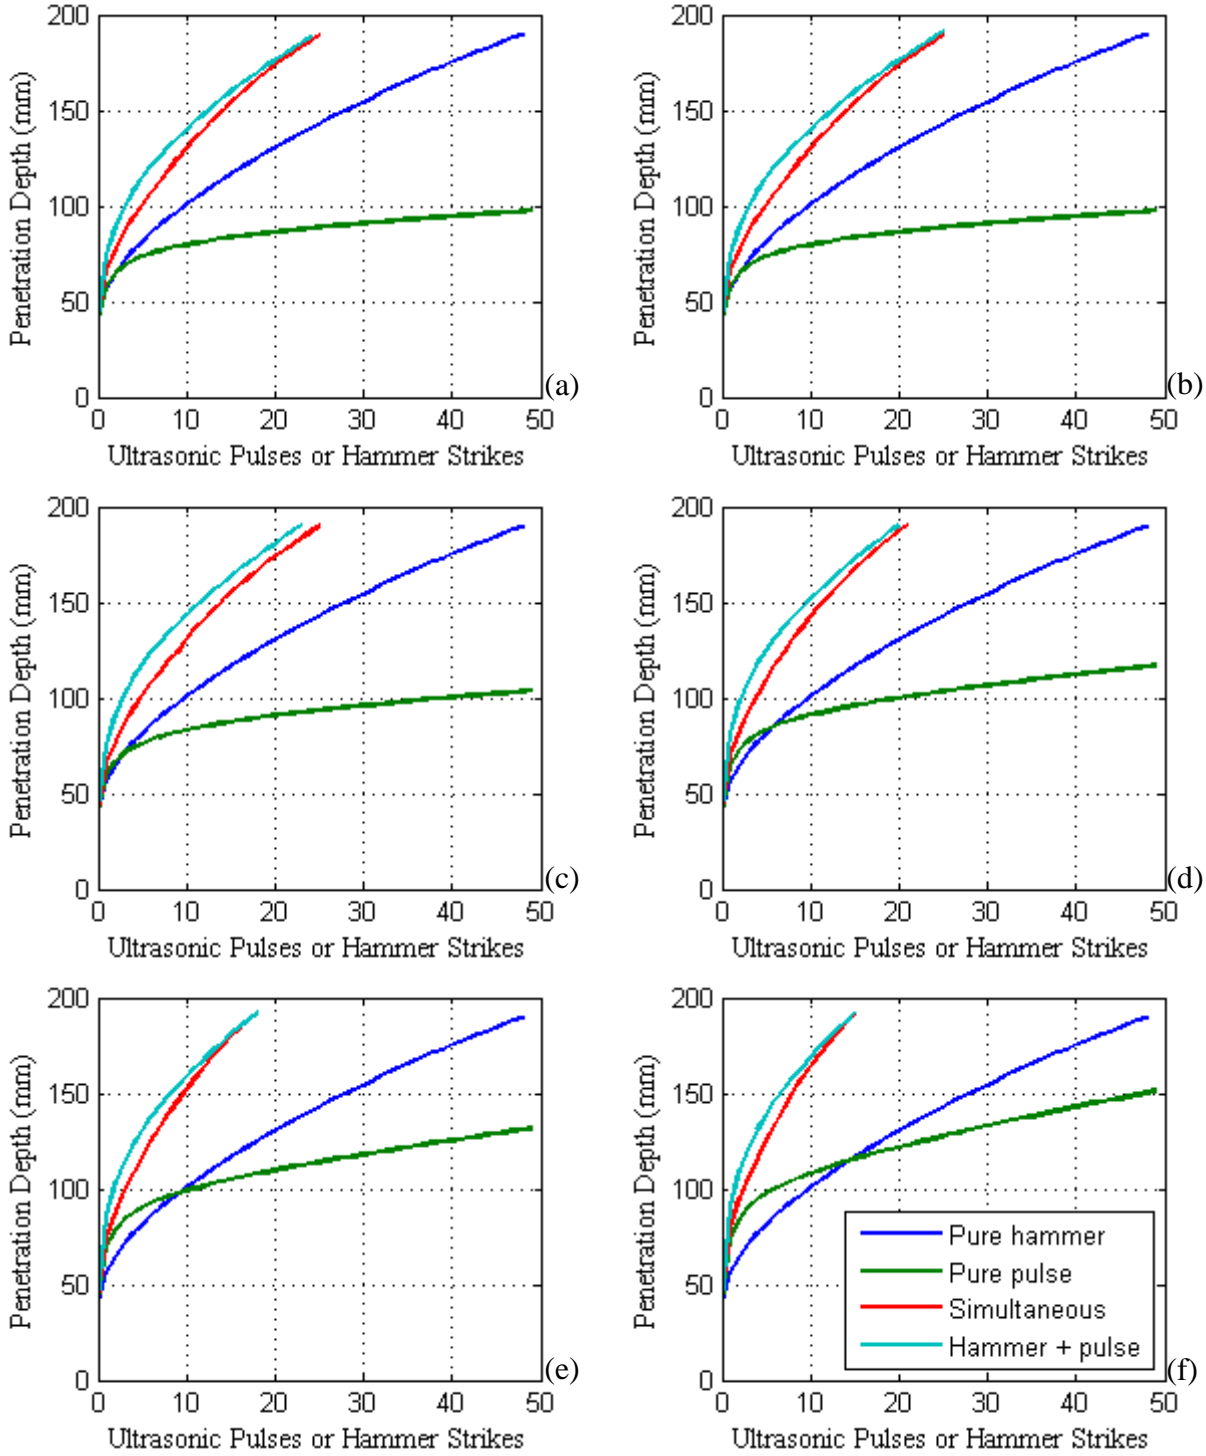 200
150
100
50
0
0 10 20 30 40 50
Penetration Depth (mm)
Ultrasonic Pulses or Hammer Strikes
(a)
200
150
100
50
0
0 10 20 30 40 50
Penetration Depth (mm)
Ultrasonic Pulses or Hammer Strikes
(b)
200
150
100
50
0
0 10 20 30 40 50
Penetration Depth (mm)
Ultrasonic Pulses or Hammer Strikes
(c)
200
150
100
50
0
0 10 20 30 40 50
Penetration Depth (mm)
Ultrasonic Pulses or Hammer Strikes
(d)
200
150
100
50
0
0 10 20 30 40 50
Penetration Depth (mm)
Ultrasonic Pulses or Hammer Strikes
(e)
200
150
100
50
0
0 10 20 30 40 50
Penetration Depth (mm)
Ultrasonic Pulses or Hammer Strikes
Pure hammer
Pure pulse
Simultaneous
Hammer + pulse
(f)